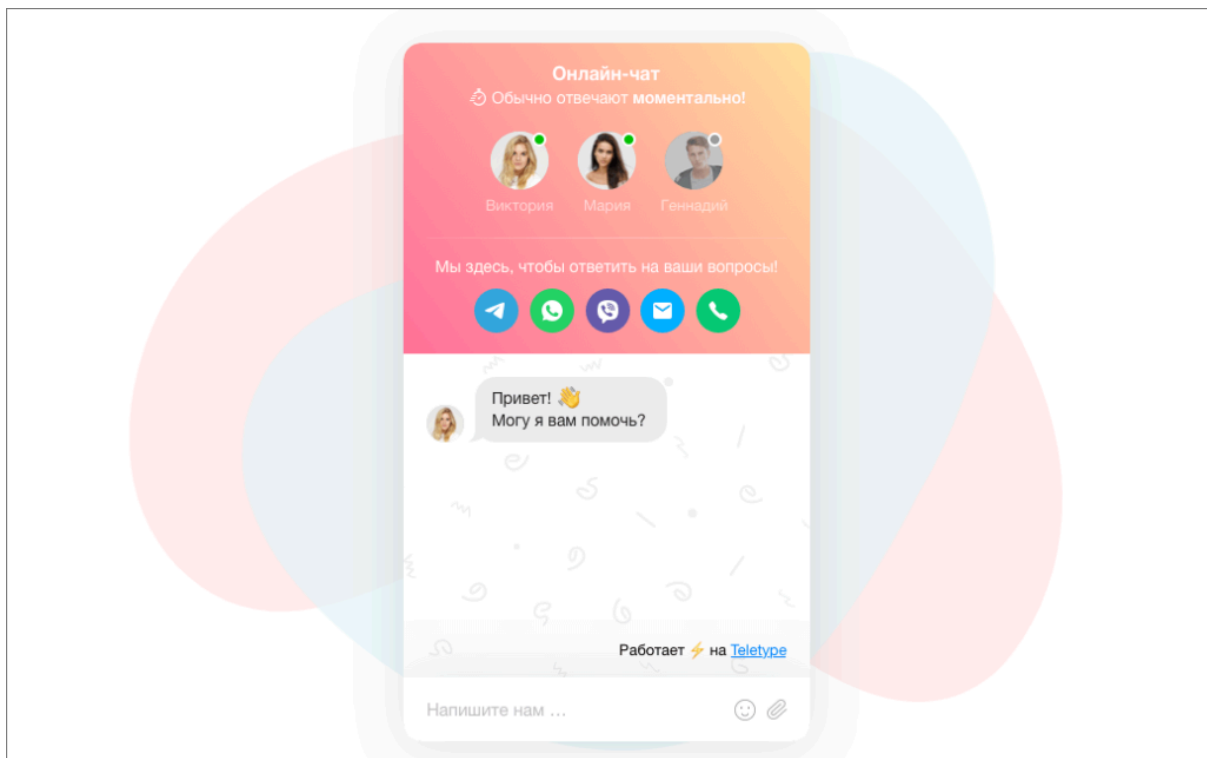 Онлайн-чат
Обычно отвечают моментально!
Виктория Мария Геннадий
Мы здесь, чтобы ответить на ваши вопросы!
Привет! 👋
Могу я вам помочь?
Работает ⚡ на Teletype
Напишите нам ...